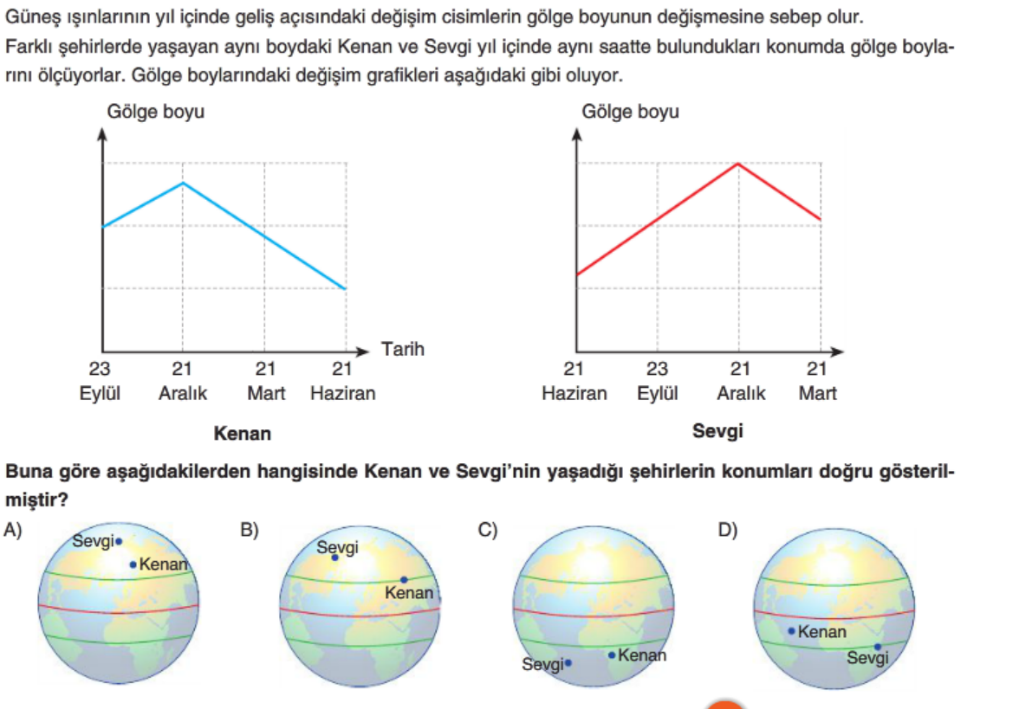 Güneş ışınlarının yıl içinde geliş açısındaki değişim cisimlerin gölge boyunun değişmesine sebep olur.
Farklı şehirlerde yaşayan aynı boydaki Kenan ve Sevgi yıl içinde aynı saatte bulundukları konumda gölge boyla-
rını ölçüyorlar. Gölge boylarındaki değişim grafikleri aşağıdaki gibi oluyor.
Gölge boyu
Tarih
23 21 21 21
Eylül Aralık Mart Haziran
Kenan
Gölge boyu
21 23 21 21
Haziran Eylül Aralık Mart
Sevgi
Buna göre aşağıdakilerden hangisinde Kenan ve Sevgi’nin yaşadığı şehirlerin konumları doğru gösteril-
miştir?
A)
Sevgi
Kenan
B)
Sevgi
Kenan
C)
Kenan
Sevgi
D)
Kenan
Sevgi